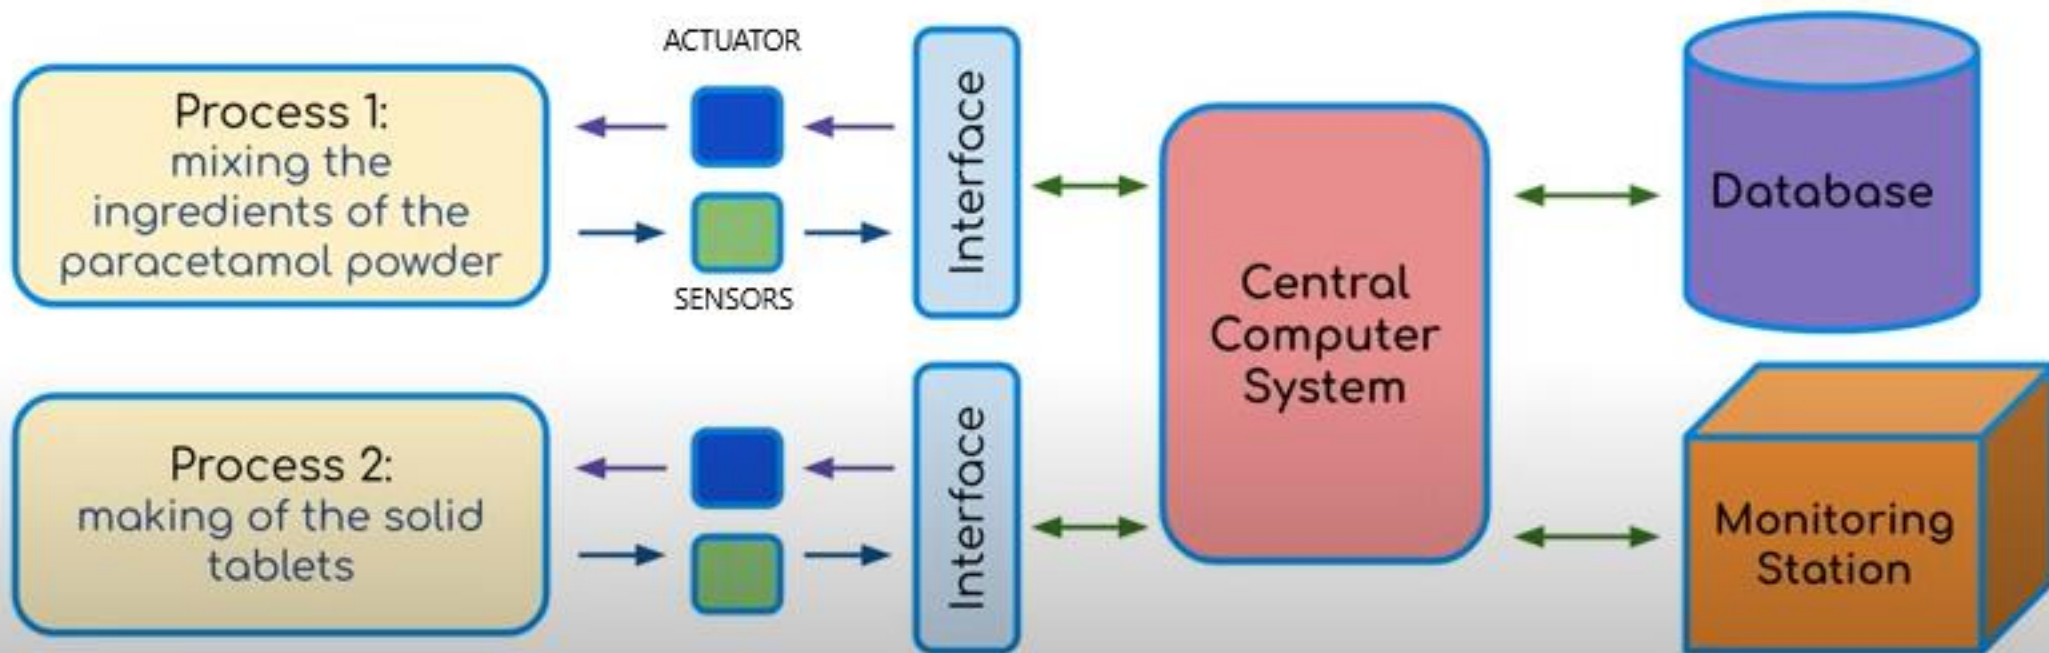 ACTUATOR
Process 1:
mixing the
ingredients of the
paracetamol powder
SENSORS
Interface
Process 2:
making of the solid
tablets
Interface
Central
Computer
System
Database
Monitoring
Station